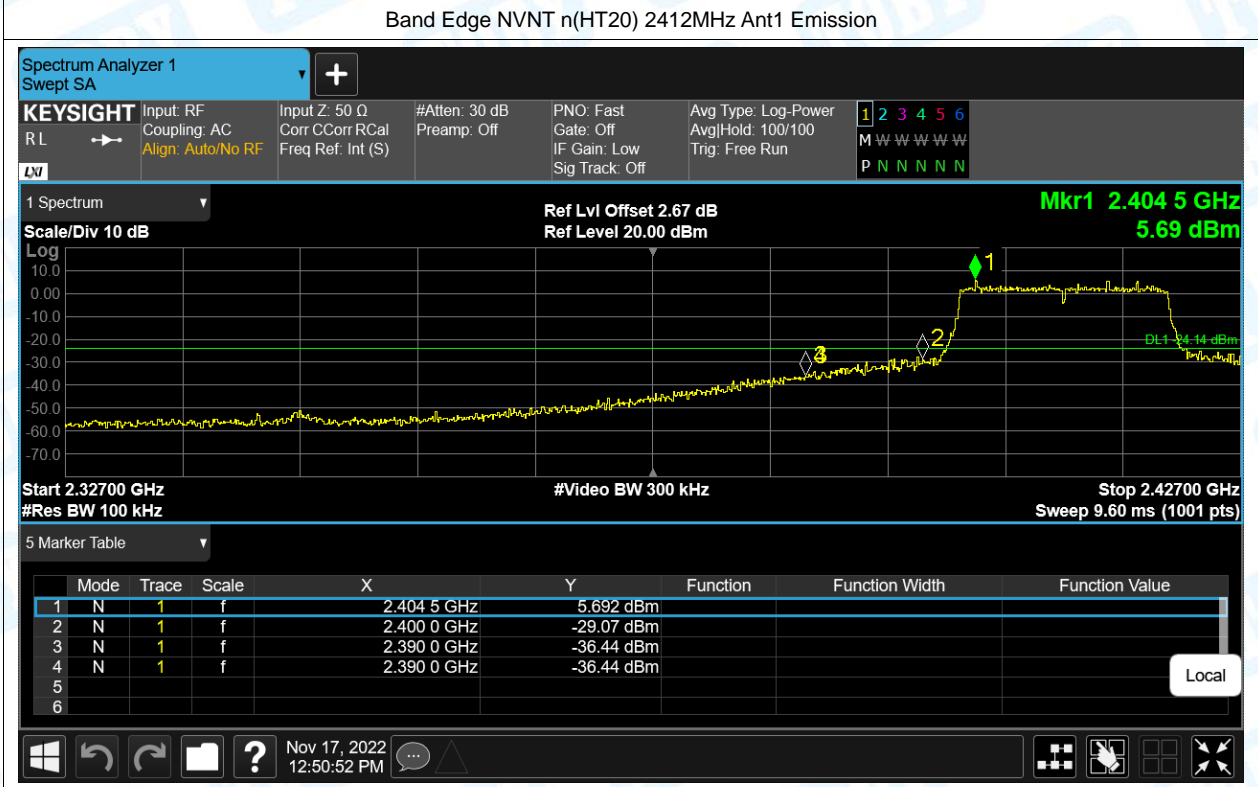 Band Edge NVNT n(HT20) 2412MHz Ant1 Emission
Spectrum Analyzer 1
Swept SA
+
KEYSIGHT
R L
LXI
Input: RF
Coupling: AC
Align: Auto/No RF
Input Z: 50 Ω
Corr CCorr RCal
Freq Ref: Int (S)
#Atten: 30 dB
Preamp: Off
PNO: Fast
Gate: Off
IF Gain: Low
Sig Track: Off
Avg Type: Log-Power
Avg|Hold: 100/100
Trig: Free Run
1 2 3 4 5 6
M W W W W W
P N N N N N
1 Spectrum
Scale/Div 10 dB
Ref Lvl Offset 2.67 dB
Ref Level 20.00 dBm
Mkr1 2.404 5 GHz
5.69 dBm
Log
10.0
0.00
-10.0
-20.0
-30.0
-40.0
-50.0
-60.0
-70.0
1
2
DL1 -24.14 dBm
Start 2.32700 GHz
#Video BW 300 kHz
Stop 2.42700 GHz
#Res BW 100 kHz
Sweep 9.60 ms (1001 pts)
5 Marker Table
Mode Trace Scale X Y Function Function Width Function Value
1 N 1 f 2.404 5 GHz 5.692 dBm
2 N 1 f 2.400 0 GHz -29.07 dBm
3 N 1 f 2.390 0 GHz -36.44 dBm
4 N 1 f 2.390 0 GHz -36.44 dBm
5
6
Local
?
Nov 17, 2022
12:50:52 PM